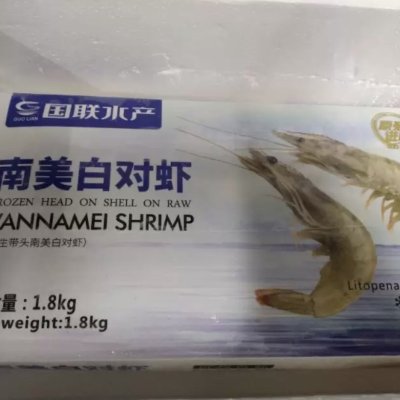 国联水产
GUO LIAN
南美白对虾
ROZEN HEAD ON SHELL ON RAW
VANNAMEI SHRIMP
生带头南美白对虾）
量：1.8kg
weight:1.8kg
Litopena